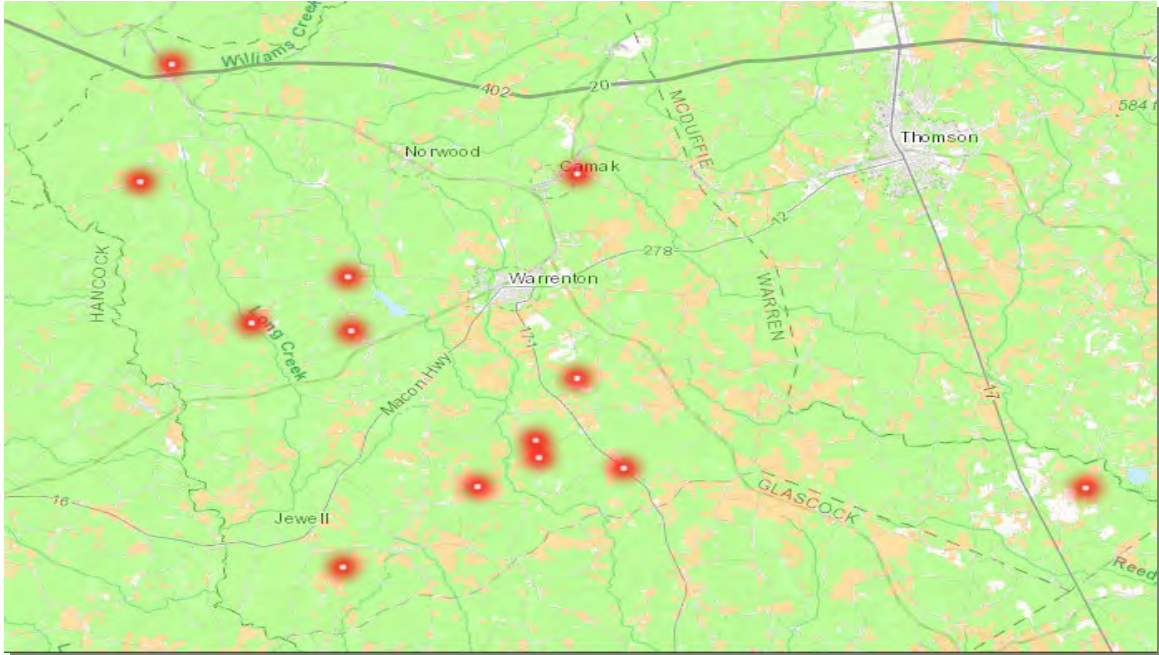 Williams Creek
402
20
584 f
MCDUFFIE
Thomson
Norwood
Camak
12
278
HANCOCK
Warrenton
WARREN
Long Creek
171
Macon Hwy
17
16
GLASCOCK
Jewell
Reed